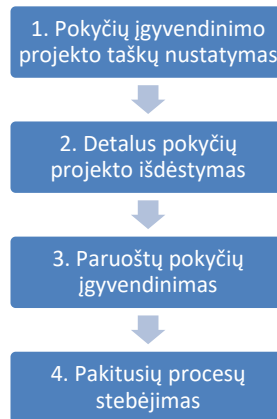 1. Pokyčių įgyvendinimo
projekto taškų nustatymas
2. Detalus pokyčių
projekto išdėstymas
3. Paruoštų pokyčių
įgyvendinimas
4. Pakitusių procesų
stebėjimas